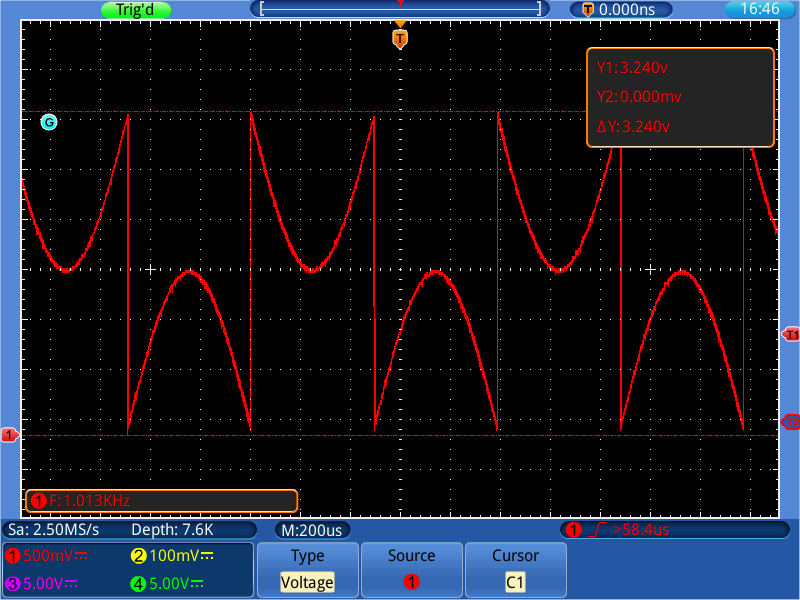 Trig'd
T 0.000ns
16:46
T
G
Y1:3.240v
Y2:0.000mv
ΔY:3.240v
T1
1
1 F:1.013KHz
Sa: 2.50MS/s Depth: 7.6K
M:200us
1 >58.4us
1 500mV 2 100mV
3 5.00V 4 5.00V
Type Source Cursor
Voltage 1 C1